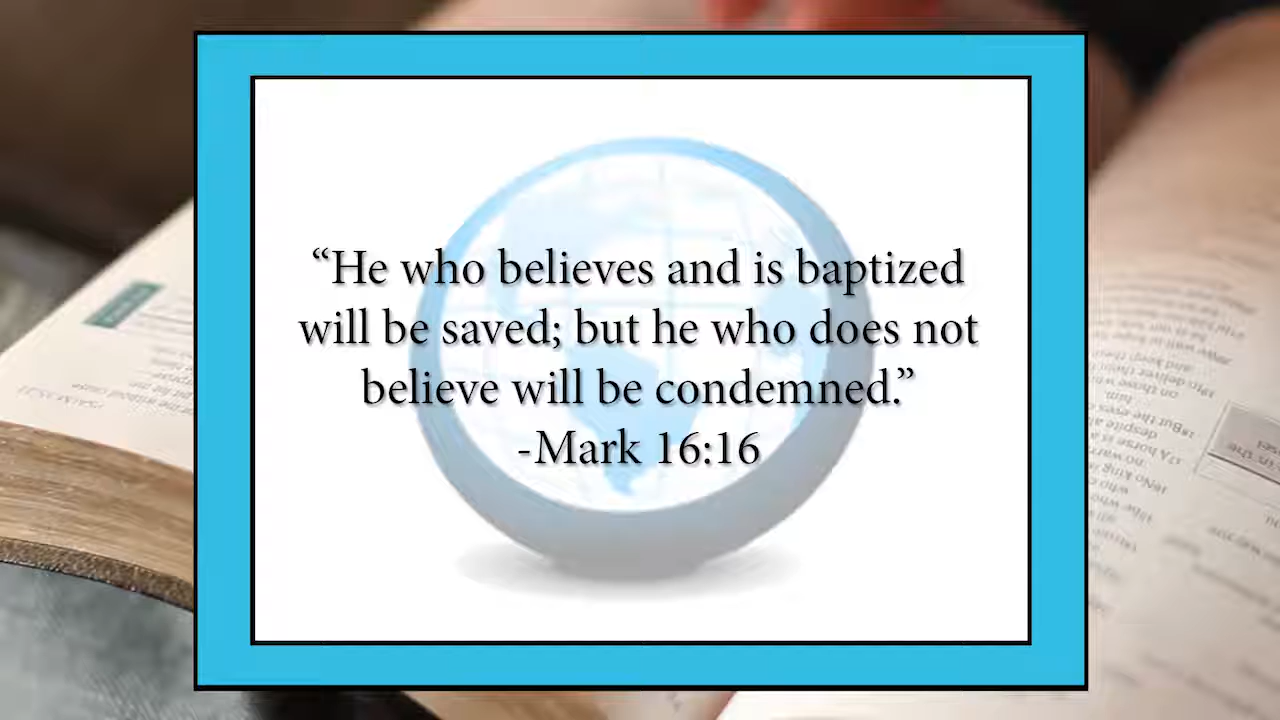 “He who believes and is baptized
will be saved; but he who does not
believe will be condemned.”
-Mark 16:16